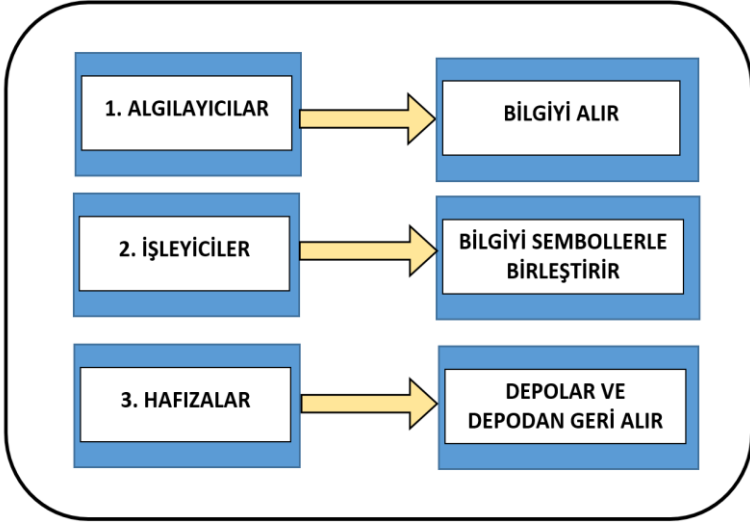 1. ALGILAYICILAR
BİLGİYİ ALIR
2. İŞLEYİCİLER
BİLGİYİ SEMBOLLERLE
BİRLEŞTİRİR
3. HAFIZALAR
DEPOLAR VE
DEPODAN GERİ ALIR